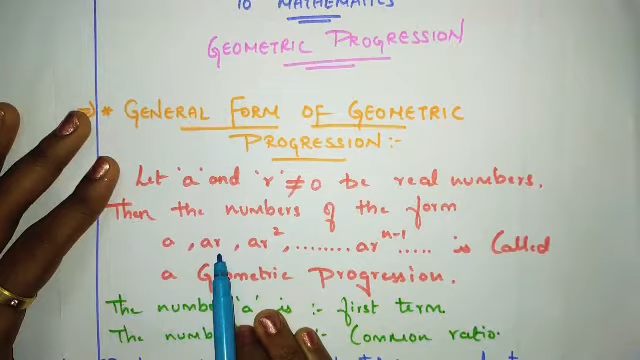 10 MATHEMATICS
GEOMETRIC PROGRESSION
⇒ * GENERAL FORM OF GEOMETRIC
PROGRESSION:-
Let 'a' and 'r' ≠ 0 be real numbers.
Then the numbers of the form
a, ar, ar², ........ arⁿ⁻¹ ..... is Called
a Geometric Progression.
The number 'a' is :- first term.
The :- Common ratio.